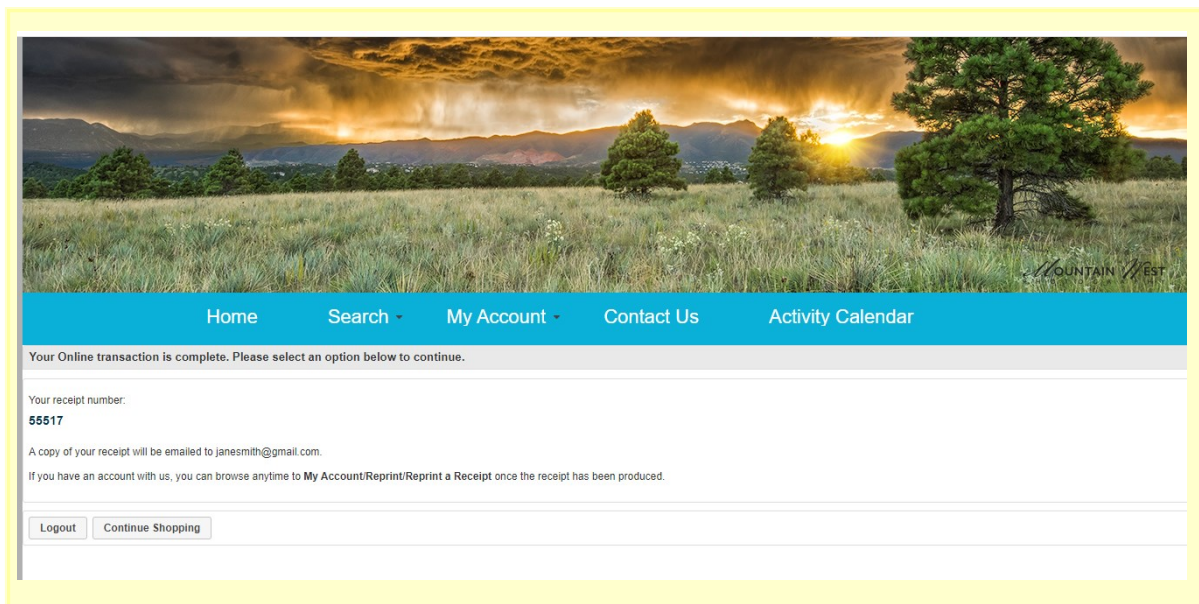 MOUNTAIN WEST
Home Search My Account Contact Us Activity Calendar
Your Online transaction is complete. Please select an option below to continue.
Your receipt number:
55517
A copy of your receipt will be emailed to janesmith@gmail.com.
If you have an account with us, you can browse anytime to My Account/Reprint/Reprint a Receipt once the receipt has been produced.
Logout Continue Shopping